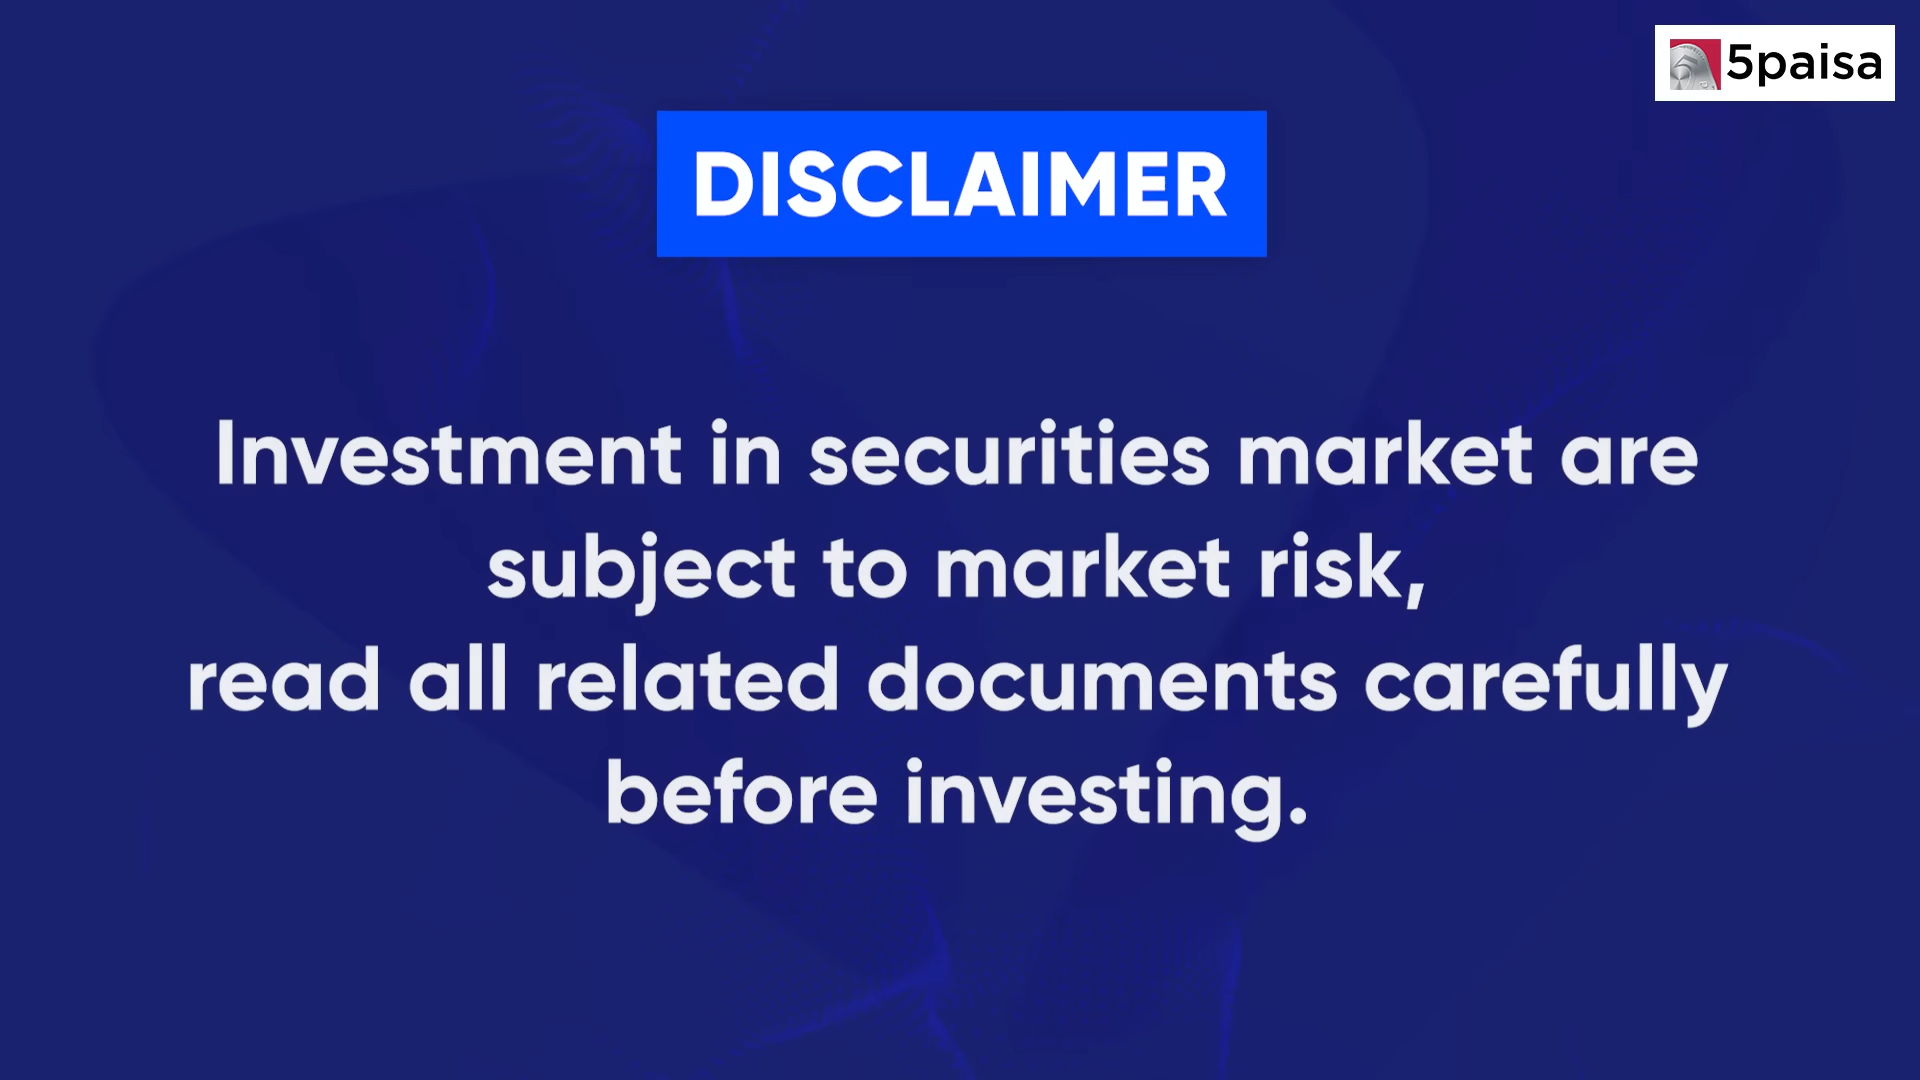 5paisa
DISCLAIMER
Investment in securities market are
subject to market risk,
read all related documents carefully
before investing.